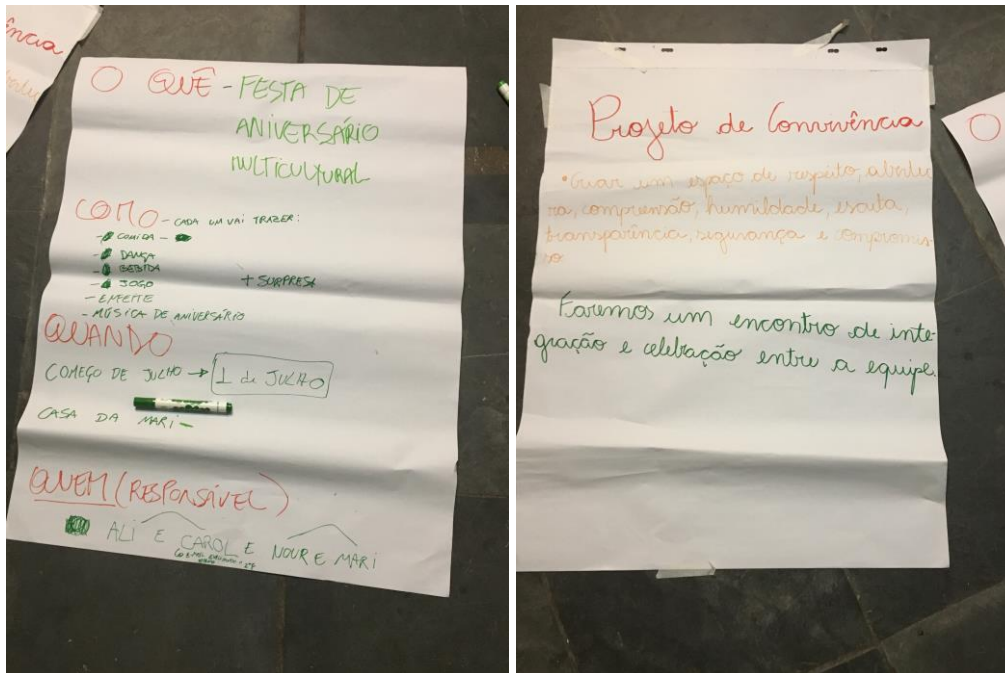 ência
O QUÊ - FESTA DE
ANIVERSÁRIO
MULTICULTURAL
COMO - CADA UM VAI TRAZER:
- COMIDA -
- DANÇA
- BEBIDA
- JOGO + SURPRESA
- ENFEITE
- MÚSICA DE ANIVERSÁRIO
QUANDO
COMEÇO DE JULHO → 1 de JULHO
CASA DA MARI -
QUEM (RESPONSÁVEL)
ALI E CAROL E NOUR E MARI
Projeto de Convivência
• Criar um espaço de respeito, abertu
ra, compreensão, humildade, escuta,
transparência, segurança e compromis-
so.
Faremos um encontro de inte-
gração e celebração entre a equipe.
O